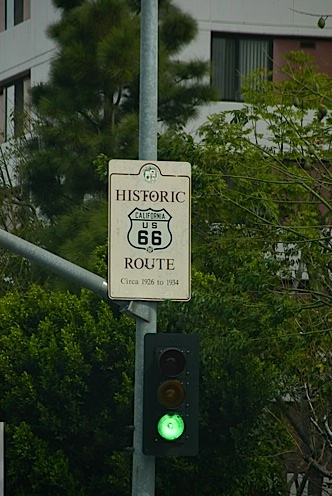 HISTORIC
CALIFORNIA
US
66
ROUTE
Circa 1926 to 1934